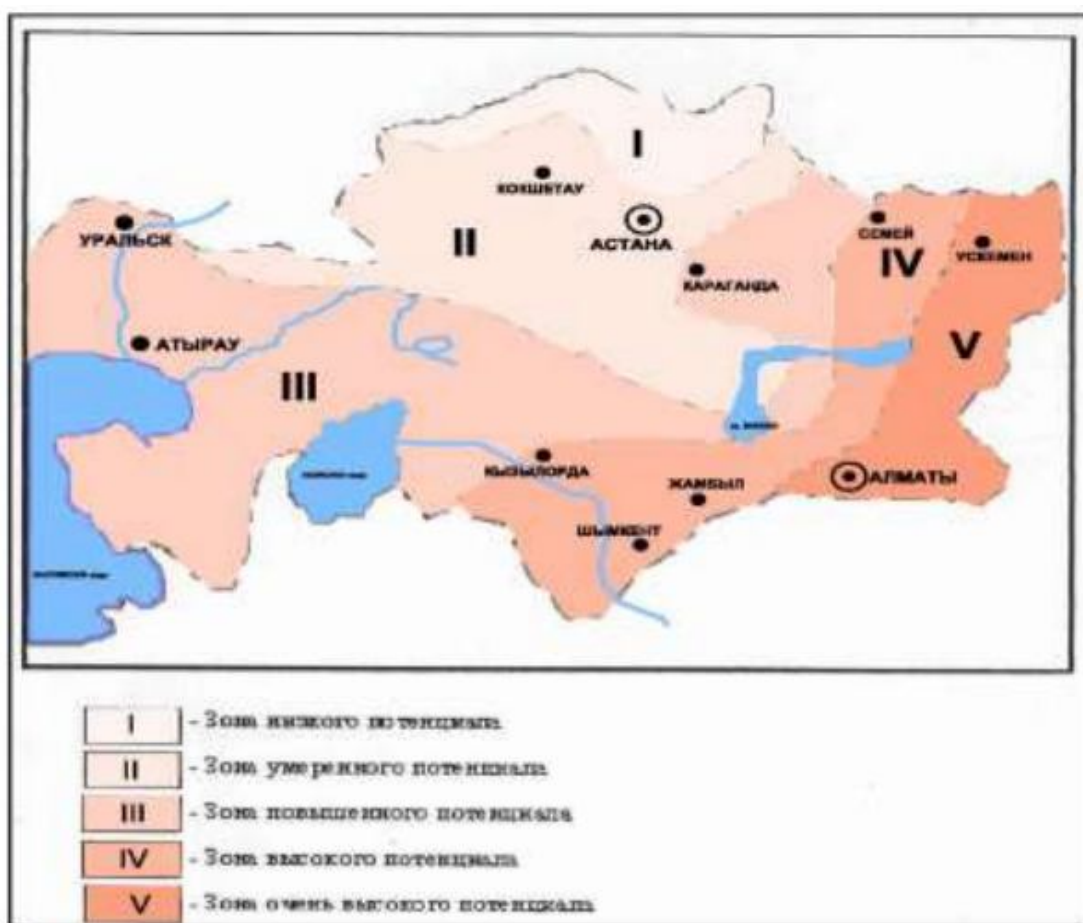 I
КОКШЕТАУ
АСТАНА
УРАЛЬСК
II
СЕМЕЙ
IV
УСКЕМЕН
КАРАГАНДА
АТЫРАУ
V
III
КЫЗЫЛОРДА
ЖАМБЫЛ
АЛМАТЫ
ШЫМКЕНТ
I - Зона низкого потенциала
II - Зона умеренного потенциала
III - Зона повышенного потенциала
IV - Зона высокого потенциала
V - Зона очень высокого потенциала